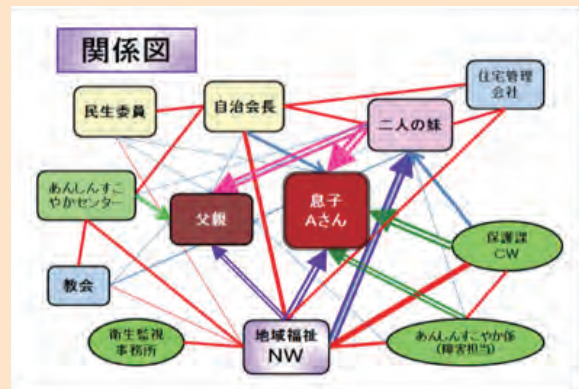 関係図
住宅管理
会社
民生委員
自治会長
二人の妹
あんしんすこ
やかセンター
父親
息子
Aさん
保護課
CW
教会
衛生監視
事務所
地域福祉
NW
あんしんすこやか係
(障害担当)